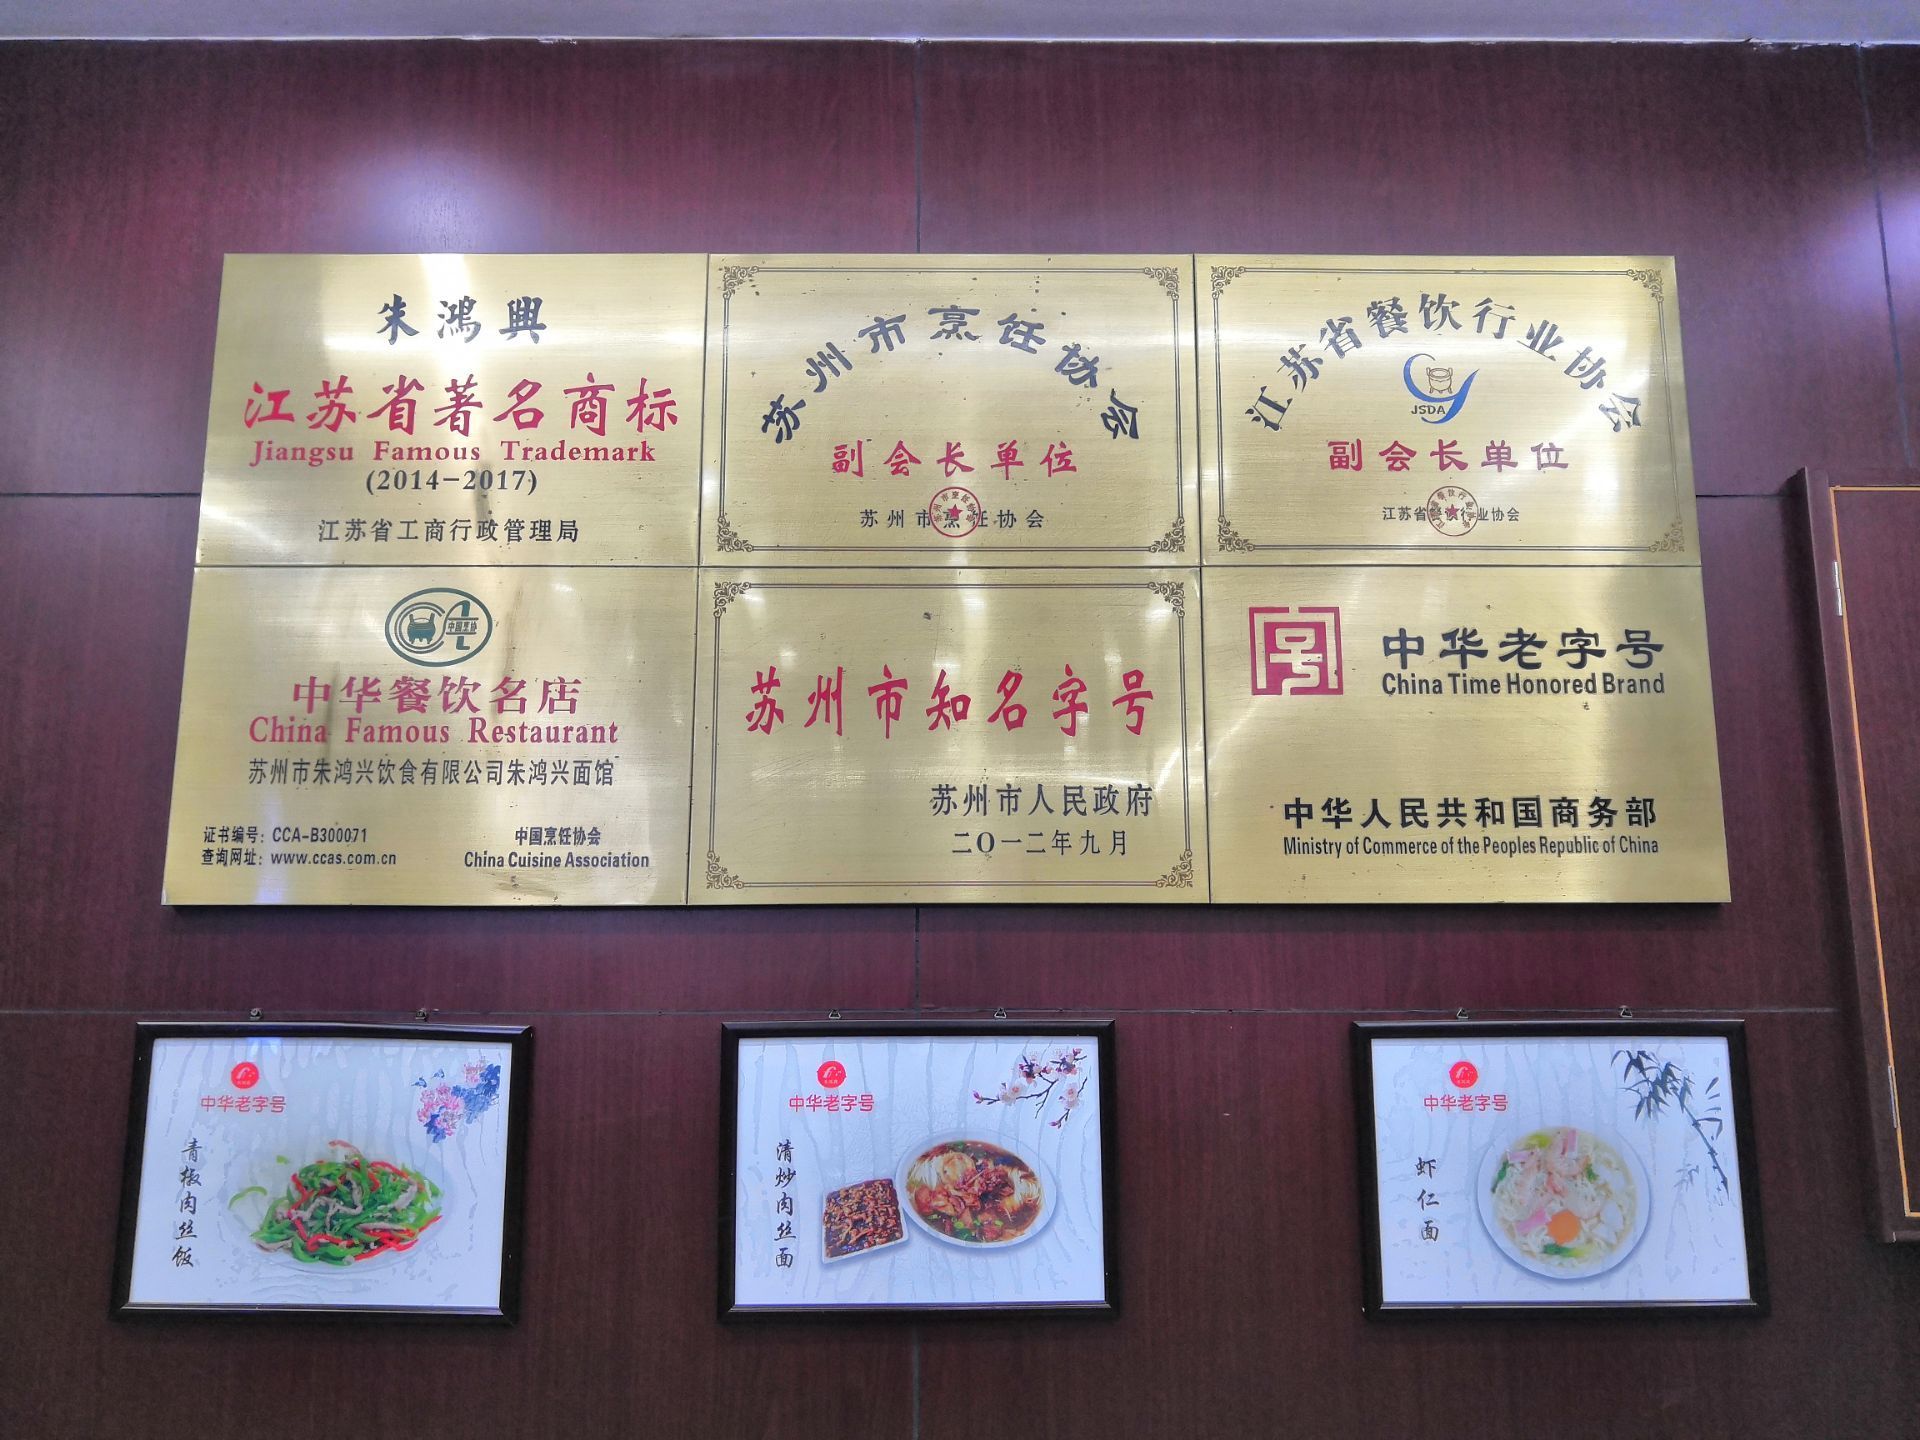 朱鴻興
江苏省著名商标
Jiangsu Famous Trademark
(2014-2017)
江苏省工商行政管理局
苏州市烹饪协会
副会长单位
苏州市烹饪协会
江苏省餐饮行业协会
JSDA
副会长单位
江苏省餐饮行业协会
中国烹协
中华餐饮名店
China Famous Restaurant
苏州市朱鸿兴饮食有限公司朱鸿兴面馆
证书编号：CCA-B300071
查询网址：www.ccas.com.cn
中国烹饪协会
China Cuisine Association
苏州市知名字号
苏州市人民政府
二〇一二年九月
中华老字号
China Time Honored Brand
中华人民共和国商务部
Ministry of Commerce of the Peoples Republic of China
中华老字号
青椒肉丝饭
中华老字号
清炒肉丝面
中华老字号
虾仁面